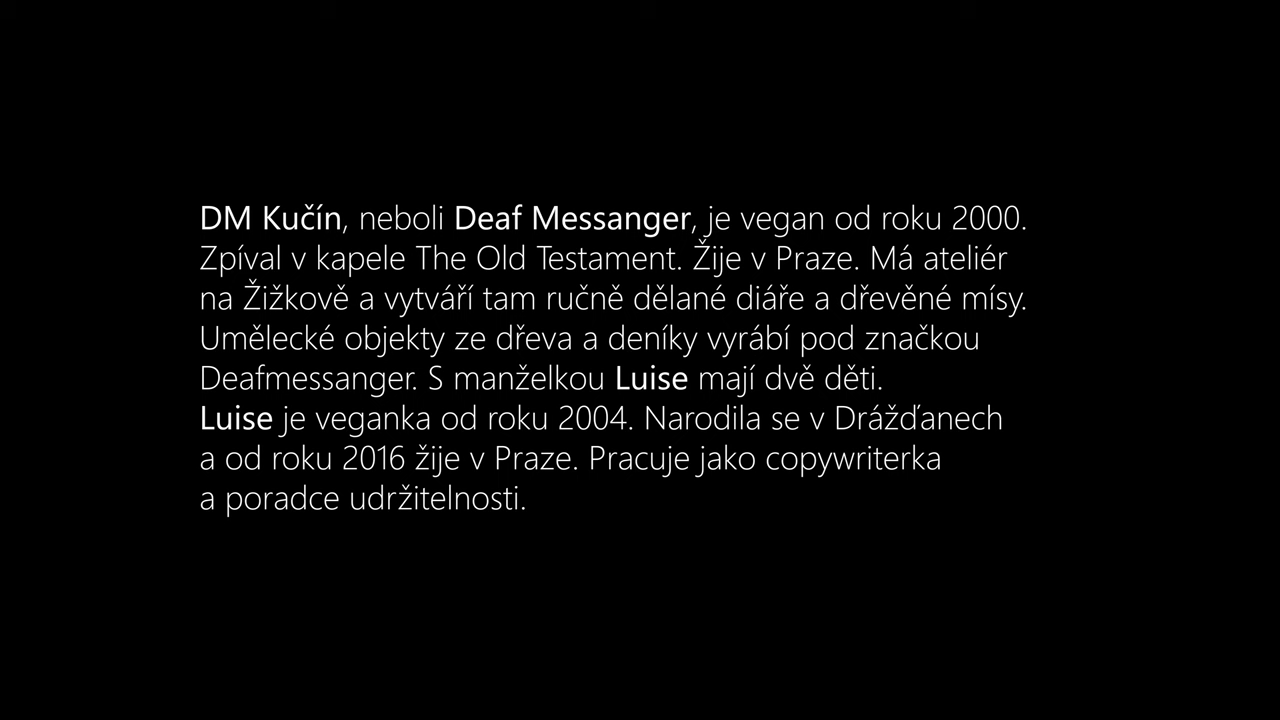 DM Kučín, neboli Deaf Messanger, je vegan od roku 2000.
Zpíval v kapele The Old Testament. Žije v Praze. Má ateliér
na Žižkově a vytváří tam ručně dělané diáře a dřevěné mísy.
Umělecké objekty ze dřeva a deníky vyrábí pod značkou
Deafmessanger. S manželkou Luise mají dvě děti.
Luise je veganka od roku 2004. Narodila se v Drážďanech
a od roku 2016 žije v Praze. Pracuje jako copywriterka
a poradce udržitelnosti.